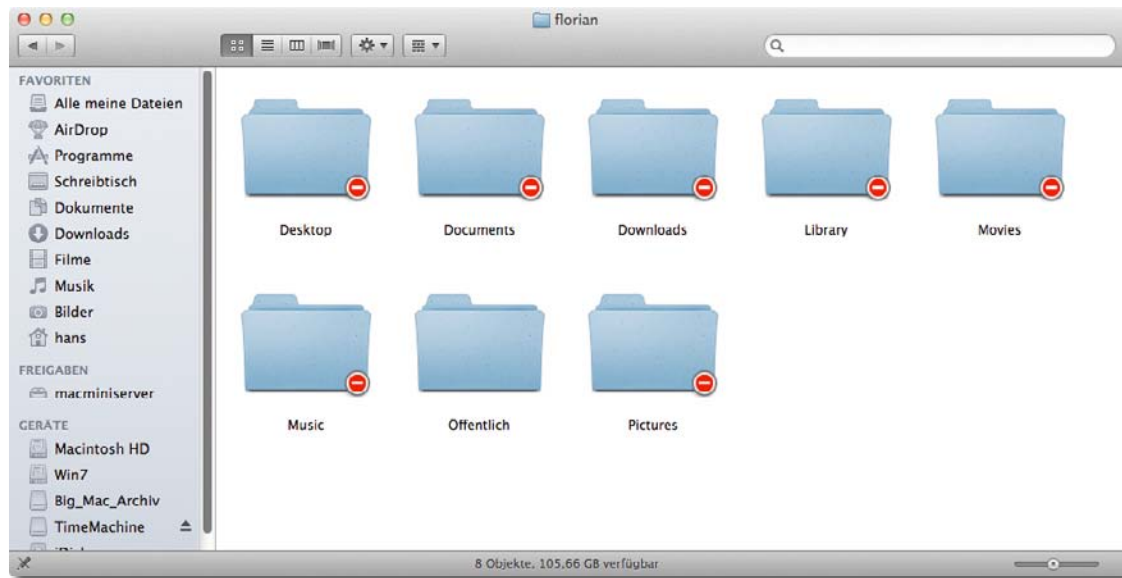 florian
FAVORITEN
Alle meine Dateien
AirDrop
Programme
Schreibtisch
Dokumente
Downloads
Filme
Musik
Bilder
hans
FREIGABEN
macminiserver
GERÄTE
Macintosh HD
Win7
Big_Mac_Archiv
TimeMachine
Desktop
Documents
Downloads
Library
Movies
Music
Öffentlich
Pictures
8 Objekte, 105,66 GB verfügbar